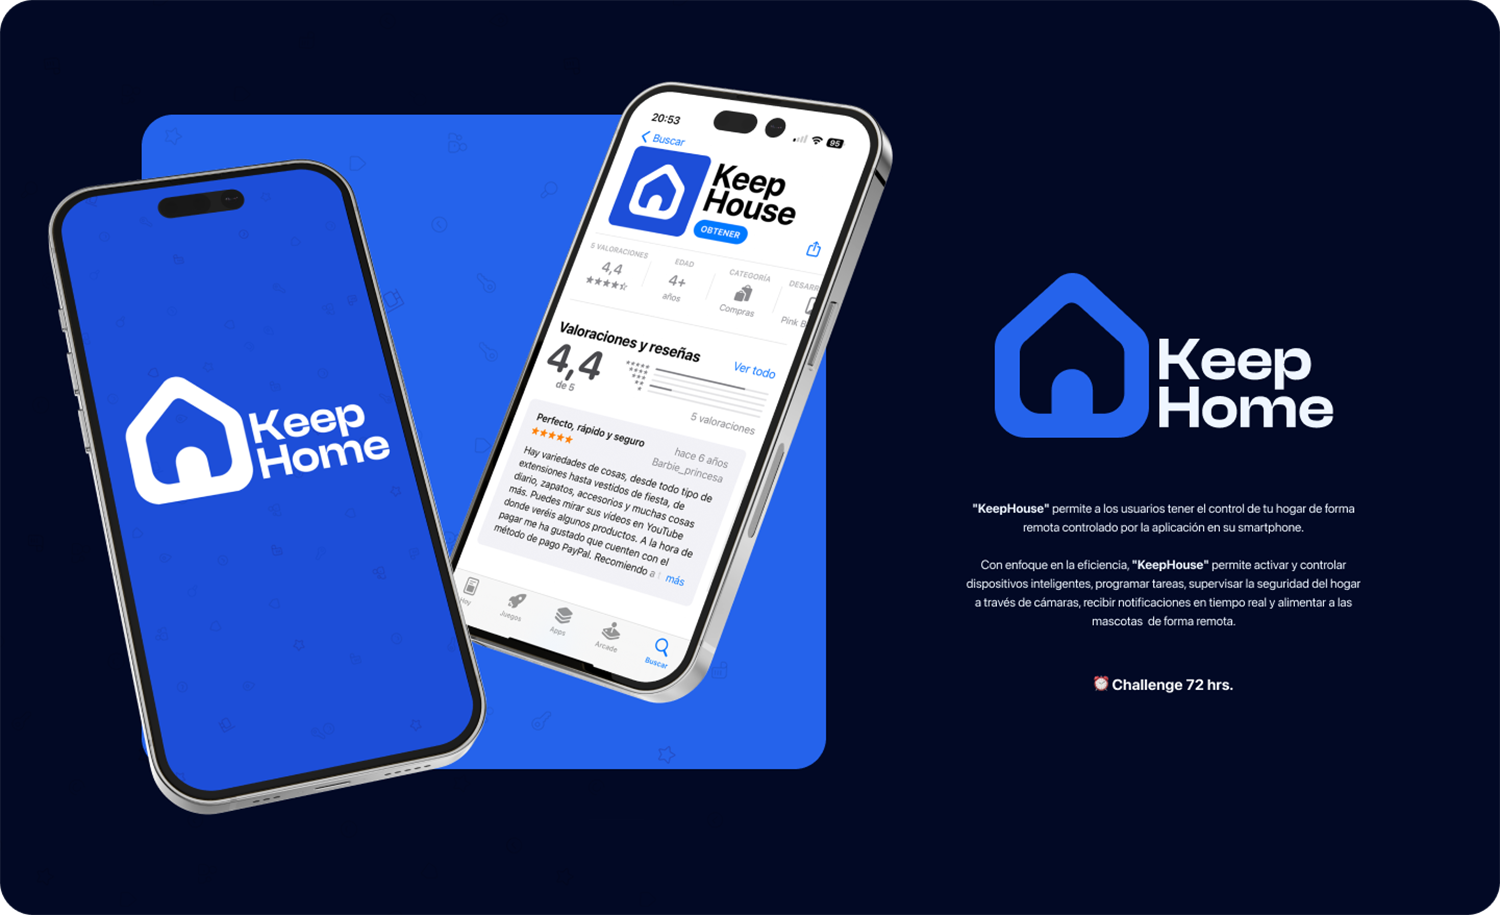 Keep
Home
20:53
95
Buscar
Keep
House
OBTENER
5 VALORACIONES
4,4
EDAD
4+
años
CATEGORÍA
Compras
DESARR
Pink B
Valoraciones y reseñas
4,4
de 5
Ver todo
5 valoraciones
Perfecto, rápido y seguro
hace 6 años
Barbie_princesa
Hay variedades de cosas, desde todo tipo de
extensiones hasta vestidos de fiesta, de
diario, zapatos, accesorios y muchas cosas
más. Puedes mirar sus vídeos en YouTube
donde veréis algunos productos. A la hora de
pagar me ha gustado que cuenten con el
método de pago PayPal. Recomiendo a
más
Hoy
Juegos
Apps
Arcade
Buscar
Keep
Home
"KeepHouse" permite a los usuarios tener el control de tu hogar de forma
remota controlado por la aplicación en su smartphone.
Con enfoque en la eficiencia, "KeepHouse" permite activar y controlar
dispositivos inteligentes, programar tareas, supervisar la seguridad del hogar
a través de cámaras, recibir notificaciones en tiempo real y alimentar a las
mascotas de forma remota.
⏰ Challenge 72 hrs.